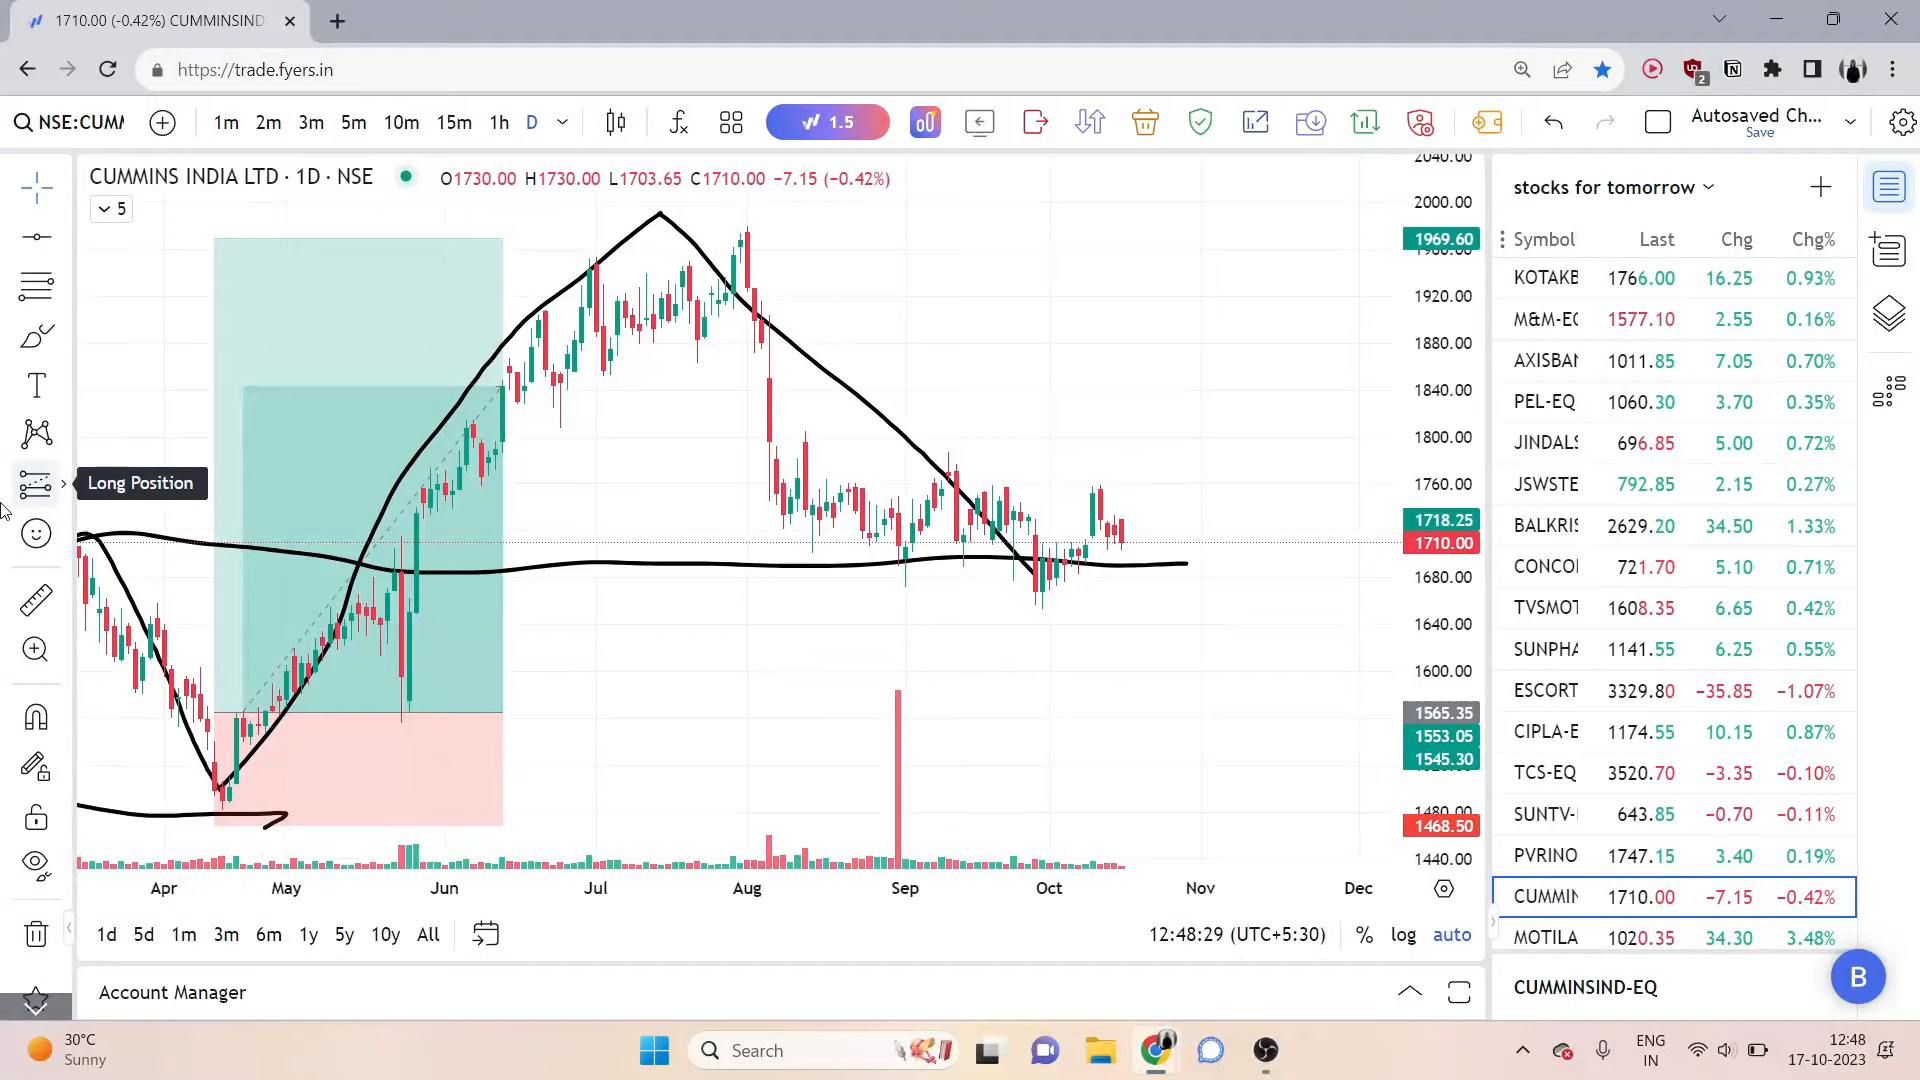 1710.00 (-0.42%) CUMMINSIND
https://trade.fyers.in
2
NSE:CUMM
1m 2m 3m 5m 10m 15m 1h D
1.5
Autosaved Ch...
Save
CUMMINS INDIA LTD · 1D · NSE
O1730.00 H1730.00 L1703.65 C1710.00 −7.15 (−0.42%)
5
Long Position
2040.00
2000.00
1969.60
1920.00
1880.00
1840.00
1800.00
1760.00
1718.25
1710.00
1680.00
1640.00
1600.00
1565.35
1553.05
1545.30
1480.00
1468.50
1440.00
Apr May Jun Jul Aug Sep Oct Nov Dec
1d 5d 1m 3m 6m 1y 5y 10y All
12:48:29 (UTC+5:30) % log auto
Account Manager
stocks for tomorrow
Symbol Last Chg Chg%
KOTAKB 1766.00 16.25 0.93%
M&M-EQ 1577.10 2.55 0.16%
AXISBAN 1011.85 7.05 0.70%
PEL-EQ 1060.30 3.70 0.35%
JINDALS 696.85 5.00 0.72%
JSWSTE 792.85 2.15 0.27%
BALKRIS 2629.20 34.50 1.33%
CONCOR 721.70 5.10 0.71%
TVSMOT 1608.35 6.65 0.42%
SUNPHA 1141.55 6.25 0.55%
ESCORT 3329.80 −35.85 −1.07%
CIPLA-E 1174.55 10.15 0.87%
TCS-EQ 3520.70 −3.35 −0.10%
SUNTV- 643.85 −0.70 −0.11%
PVRINO 1747.15 3.40 0.19%
CUMMIN 1710.00 −7.15 −0.42%
MOTILA 1020.35 34.30 3.48%
CUMMINSIND-EQ
B
30°C
Sunny
Search
ENG
IN
12:48
17-10-2023